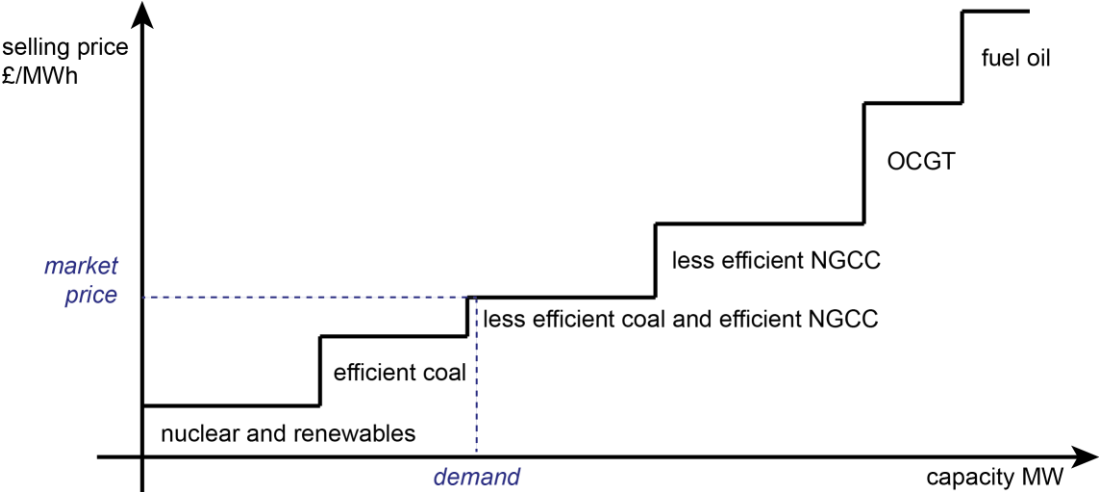 selling price
£/MWh
fuel oil
OCGT
less efficient NGCC
market
price
less efficient coal and efficient NGCC
efficient coal
nuclear and renewables
demand
capacity MW